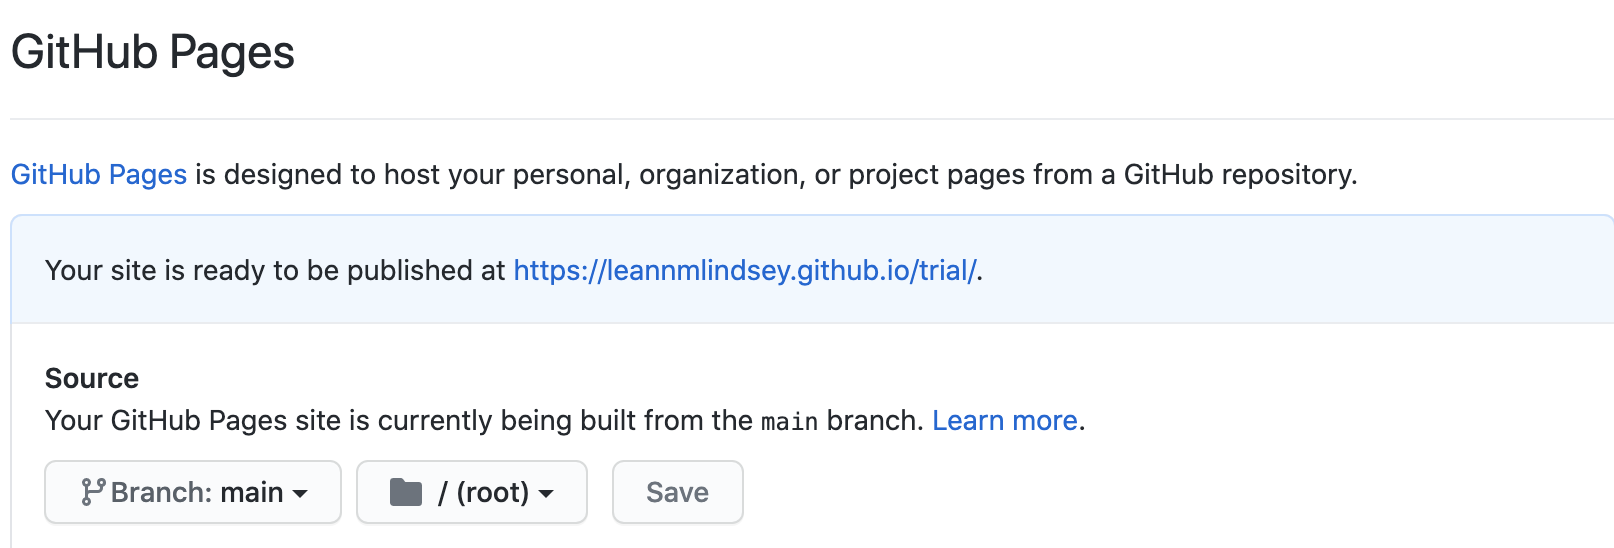 GitHub Pages
GitHub Pages is designed to host your personal, organization, or project pages from a GitHub repository.
Your site is ready to be published at https://leannmlindsey.github.io/trial/.
Source
Your GitHub Pages site is currently being built from the main branch. Learn more.
Branch: main / (root) Save